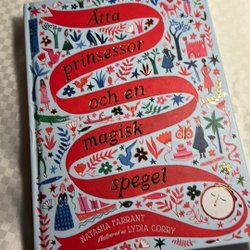 Åtta
prinsessor
och en
magisk
spegel
NATASHA FARRANT
Illustrerad av LYDIA CORRY